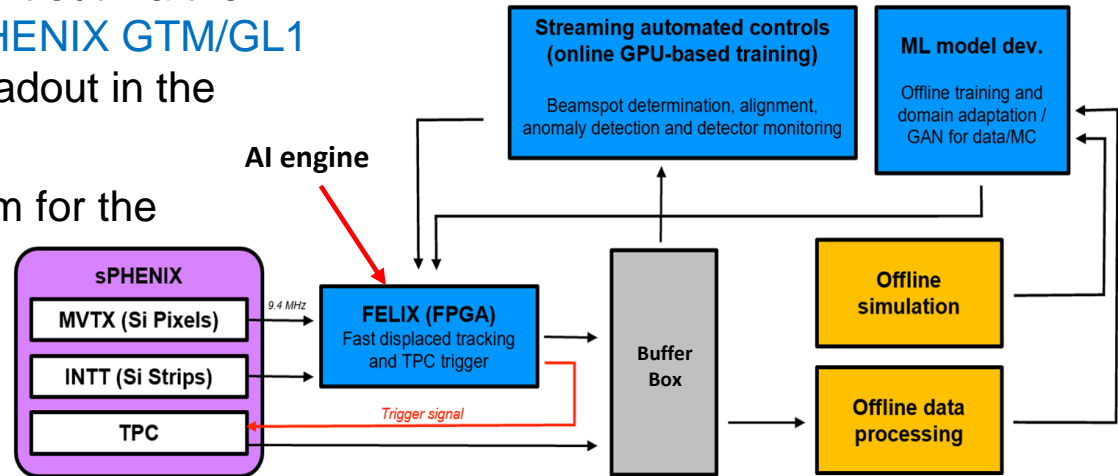 HENIX GTM/GL1
adout in the
m for the
Streaming automated controls
(online GPU-based training)
Beamspot determination, alignment,
anomaly detection and detector monitoring
ML model dev.
Offline training and
domain adaptation /
GAN for data/MC
AI engine
sPHENIX
MVTX (Si Pixels)
INTT (Si Strips)
TPC
9.4 MHz
FELIX (FPGA)
Fast displaced tracking
and TPC trigger
Trigger signal
Buffer
Box
Offline
simulation
Offline data
processing